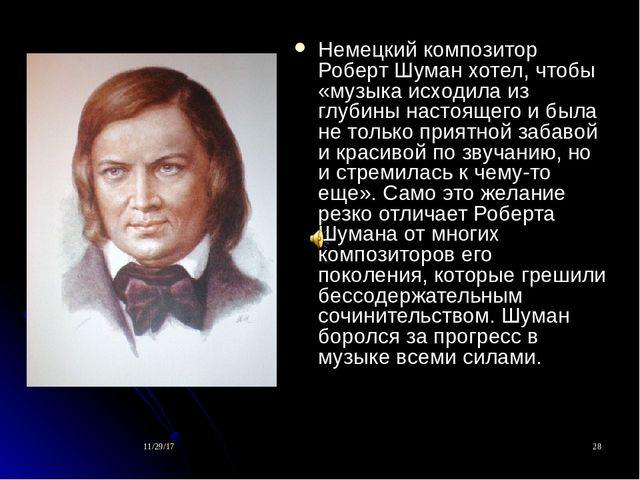 Немецкий композитор
Роберт Шуман хотел, чтобы
«музыка исходила из
глубины настоящего и была
не только приятной забавой
и красивой по звучанию, но
и стремилась к чему-то
еще». Само это желание
резко отличает Роберта
Шумана от многих
композиторов его
поколения, которые грешили
бессодержательным
сочинительством. Шуман
боролся за прогресс в
музыке всеми силами.
11/29/17
28